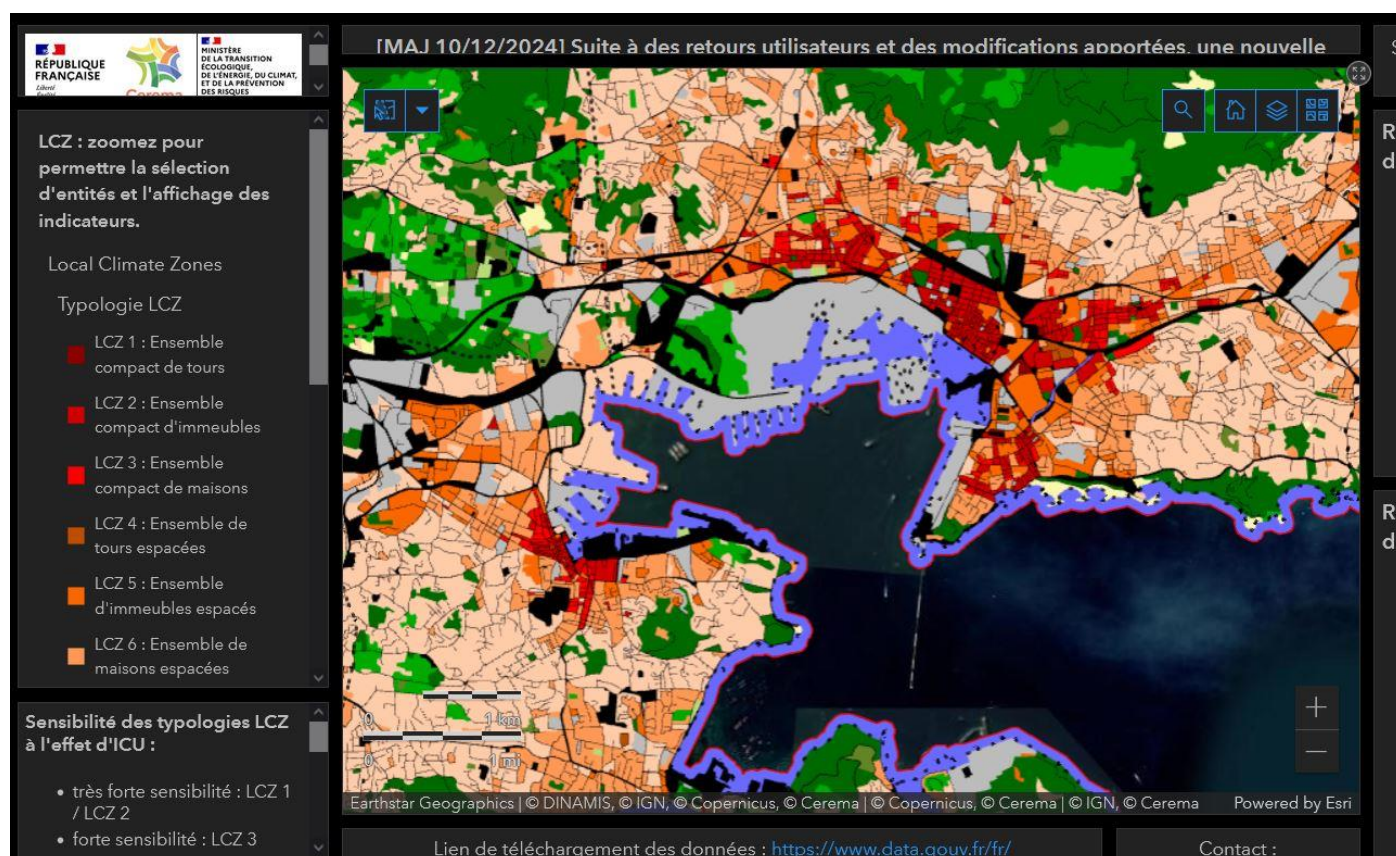 RÉPUBLIQUE
FRANÇAISE
Liberté
Cerema
MINISTÈRE
DE LA TRANSITION
ÉCOLOGIQUE,
DE L'ÉNERGIE, DU CLIMAT,
ET DE LA PRÉVENTION
DES RISQUES
[MAJ 10/12/2024] Suite à des retours utilisateurs et des modifications apportées, une nouvelle
LCZ : zoomez pour
permettre la sélection
d'entités et l'affichage des
indicateurs.
Local Climate Zones
Typologie LCZ
LCZ 1 : Ensemble
compact de tours
LCZ 2 : Ensemble
compact d'immeubles
LCZ 3 : Ensemble
compact de maisons
LCZ 4 : Ensemble de
tours espacées
LCZ 5 : Ensemble
d'immeubles espacés
LCZ 6 : Ensemble de
maisons espacées
Sensibilité des typologies LCZ
à l'effet d'ICU :
• très forte sensibilité : LCZ 1
/ LCZ 2
• forte sensibilité : LCZ 3
0 1 km
0 1 mi
Earthstar Geographics | © DINAMIS, © IGN, © Copernicus, © Cerema | © Copernicus, © Cerema | © IGN, © Cerema Powered by Esri
Lien de téléchargement des données : https://www.data.gouv.fr/fr/
Contact :
R
d
R
d